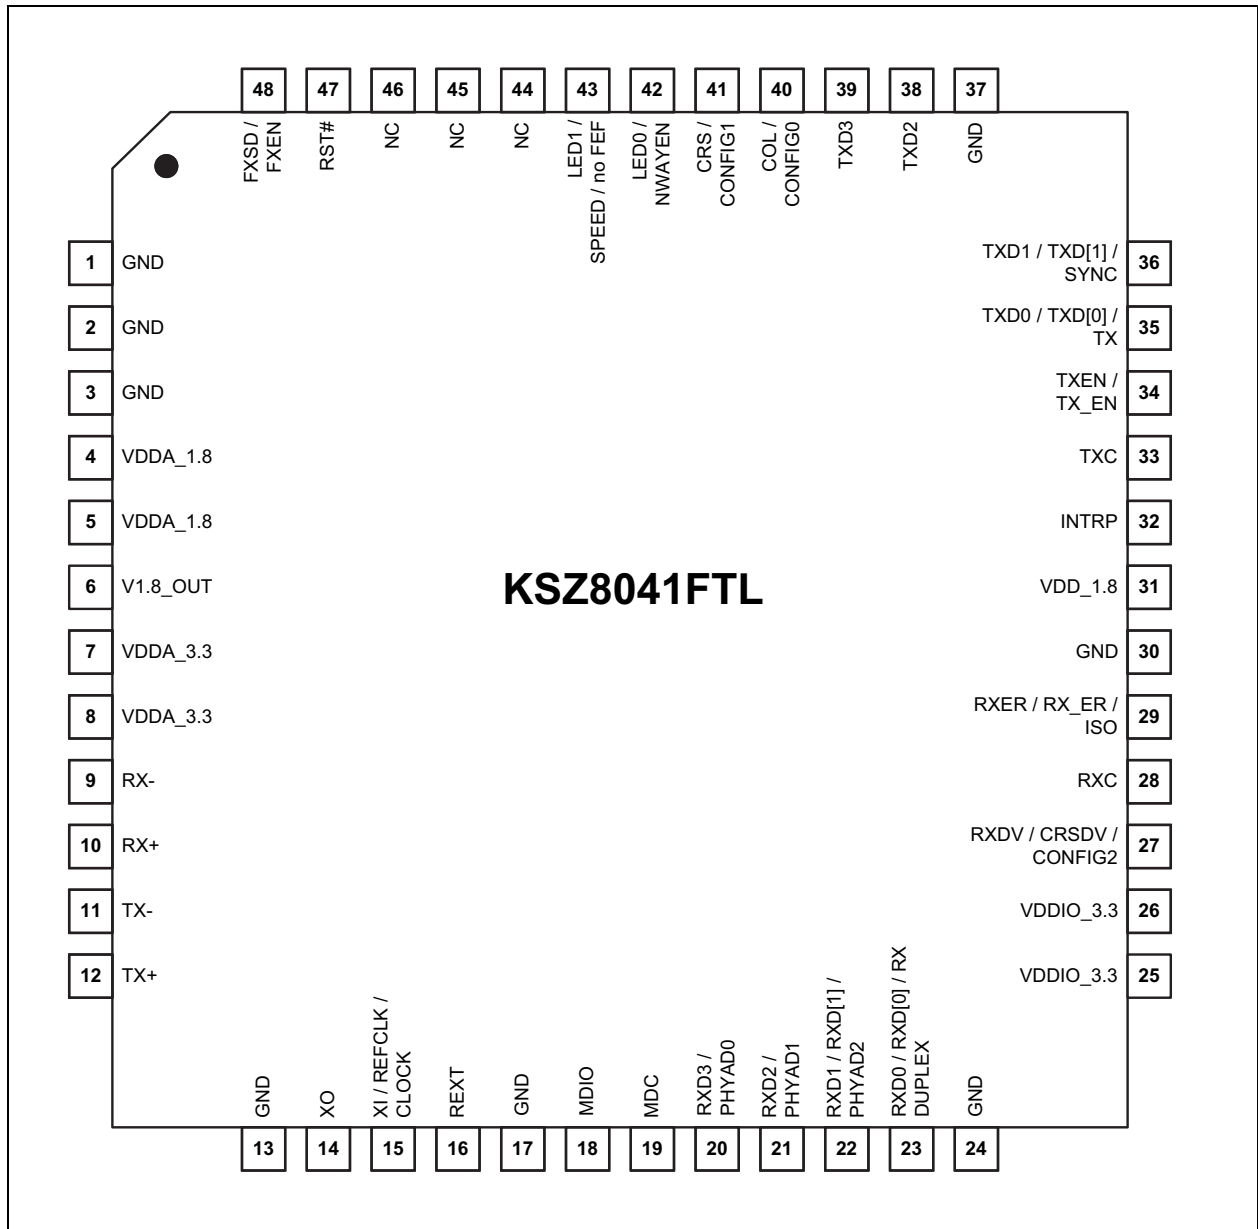 48
47
46
45
44
43
42
41
40
39
38
37
FXSD /
FXEN
RST#
NC
NC
NC
LED1 /
SPEED / no FEF
LED0 /
NWAYEN
CRS /
CONFIG1
COL /
CONFIG0
TXD3
TXD2
GND
1 GND
2 GND
3 GND
4 VDDA_1.8
5 VDDA_1.8
6 V1.8_OUT
7 VDDA_3.3
8 VDDA_3.3
9 RX-
10 RX+
11 TX-
12 TX+
KSZ8041FTL
TXD1 / TXD[1] /
SYNC 36
TXD0 / TXD[0] /
TX 35
TXEN /
TX_EN 34
TXC 33
INTRP 32
VDD_1.8 31
GND 30
RXER / RX_ER /
ISO 29
RXC 28
RXDV / CRSDV /
CONFIG2 27
VDDIO_3.3 26
VDDIO_3.3 25
GND
XO
XI / REFCLK /
CLOCK
REXT
GND
MDIO
MDC
RXD3 /
PHYAD0
RXD2 /
PHYAD1
RXD1 / RXD[1] /
PHYAD2
RXD0 / RXD[0] / RX
DUPLEX
GND
13
14
15
16
17
18
19
20
21
22
23
24